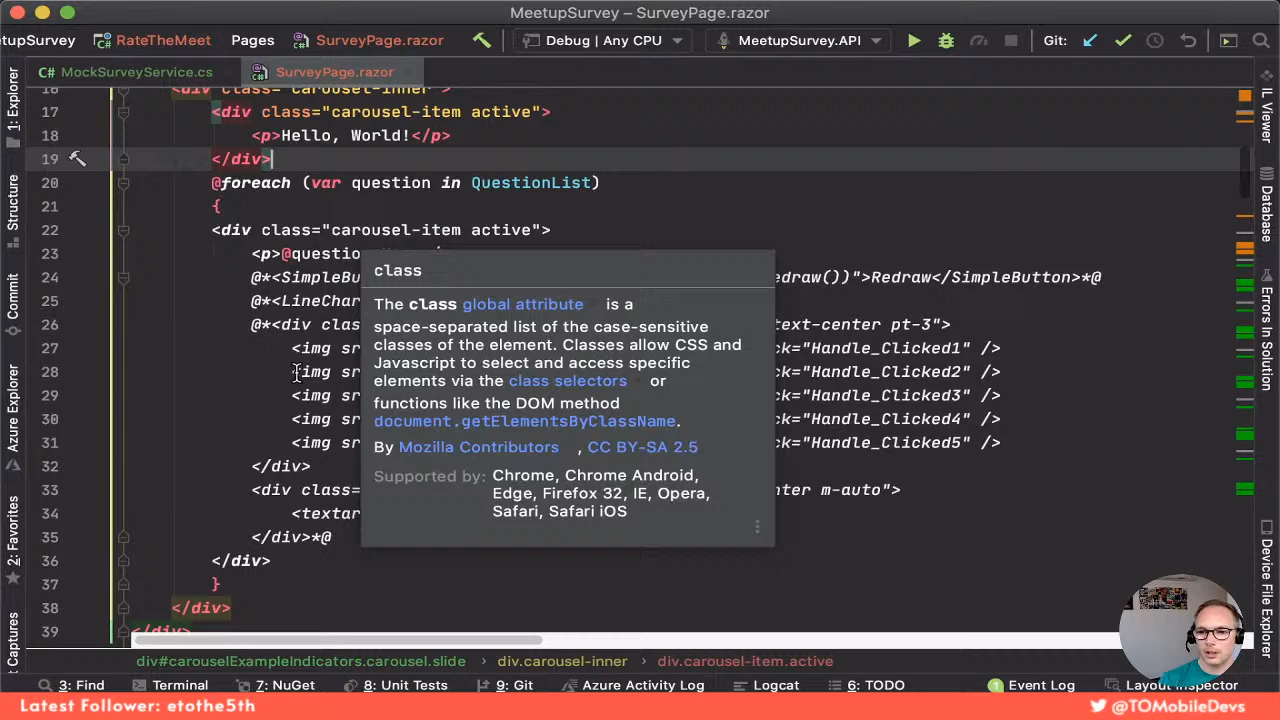 MeetupSurvey – SurveyPage.razor
etupSurvey RateTheMeet Pages SurveyPage.razor Debug | Any CPU MeetupSurvey.API Git:
C# MockSurveyService.cs SurveyPage.razor
16 <div class="carousel-inner">
17 <div class="carousel-item active">
18 <p>Hello, World!</p>
19 </div>
20 @foreach (var question in QuestionList)
21 {
22 <div class="carousel-item active">
23 <p>@question
24 @*<SimpleBu edraw())">Redraw</SimpleButton>*@
25 @*<LineChar
26 @*<div clas text-center pt-3">
27 <img sr ck="Handle_Clicked1" />
28 <img sr ck="Handle_Clicked2" />
29 <img sr ck="Handle_Clicked3" />
30 <img sr ck="Handle_Clicked4" />
31 <img sr ck="Handle_Clicked5" />
32 </div>
33 <div class= nter m-auto">
34 <textar
35 </div>*@
36 </div>
37 }
38 </div>
39 </div>
class
The class global attribute is a
space-separated list of the case-sensitive
classes of the element. Classes allow CSS and
Javascript to select and access specific
elements via the class selectors or
functions like the DOM method
document.getElementsByClassName.
By Mozilla Contributors , CC BY-SA 2.5
Supported by: Chrome, Chrome Android,
Edge, Firefox 32, IE, Opera,
Safari, Safari iOS
1: Explorer
Structure
Commit
Azure Explorer
2: Favorites
Captures
IL Viewer
Database
Errors In Solution
Device File Explorer
div#carouselExampleIndicators.carousel.slide div.carousel-inner div.carousel-item.active
3: Find Terminal 7: NuGet 8: Unit Tests 9: Git Azure Activity Log Logcat 6: TODO 1 Event Log Layout Inspector
Latest Follower: etothe5th @TOMobileDevs